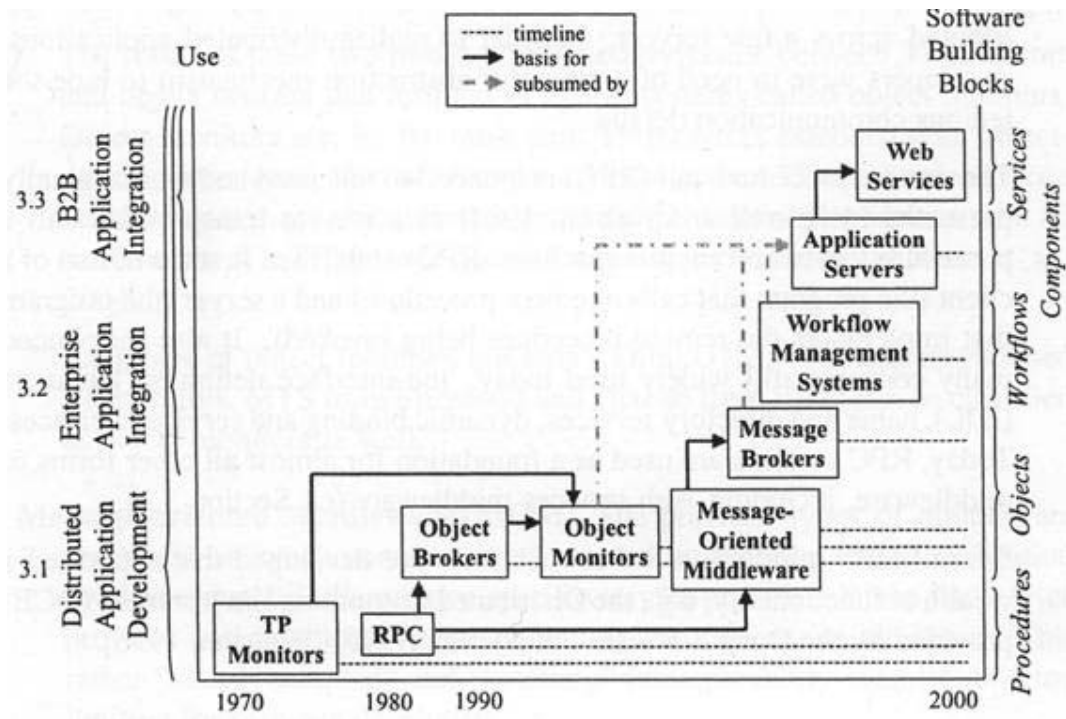 Use
timeline
basis for
subsumed by
Software
Building
Blocks
3.3
B2B
Application
Integration
3.2
Enterprise
Application
Integration
3.1
Distributed
Application
Development
Web
Services
Application
Servers
Workflow
Management
Systems
Message
Brokers
Object
Brokers
Object
Monitors
Message-
Oriented
Middleware
TP
Monitors
RPC
Services
Workflows
Objects
Procedures
Components
1970
1980
1990
2000